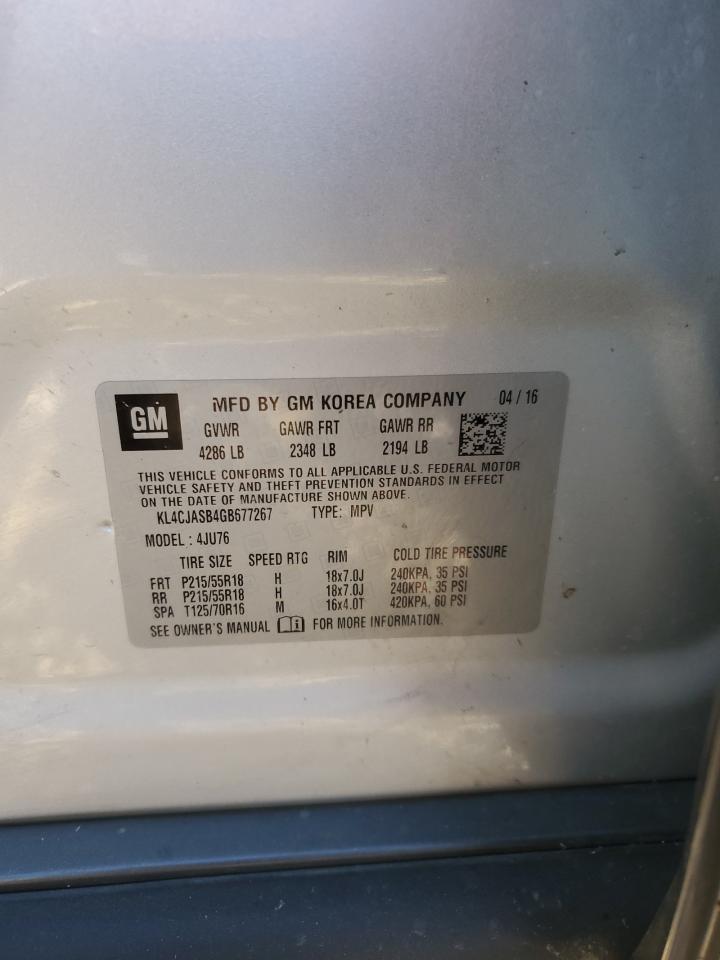 GM MFD BY GM KOREA COMPANY 04 / 16
GVWR GAWR FRT GAWR RR
4286 LB 2348 LB 2194 LB
THIS VEHICLE CONFORMS TO ALL APPLICABLE U.S. FEDERAL MOTOR
VEHICLE SAFETY AND THEFT PREVENTION STANDARDS IN EFFECT
ON THE DATE OF MANUFACTURE SHOWN ABOVE.
KL4CJASB4GB677267 TYPE: MPV
MODEL : 4JU76
TIRE SIZE SPEED RTG RIM COLD TIRE PRESSURE
FRT P215/55R18 H 18x7.0J 240KPA, 35 PSI
RR P215/55R18 H 18x7.0J 240KPA, 35 PSI
SPA T125/70R16 M 16x4.0T 420KPA, 60 PSI
SEE OWNER'S MANUAL FOR MORE INFORMATION.